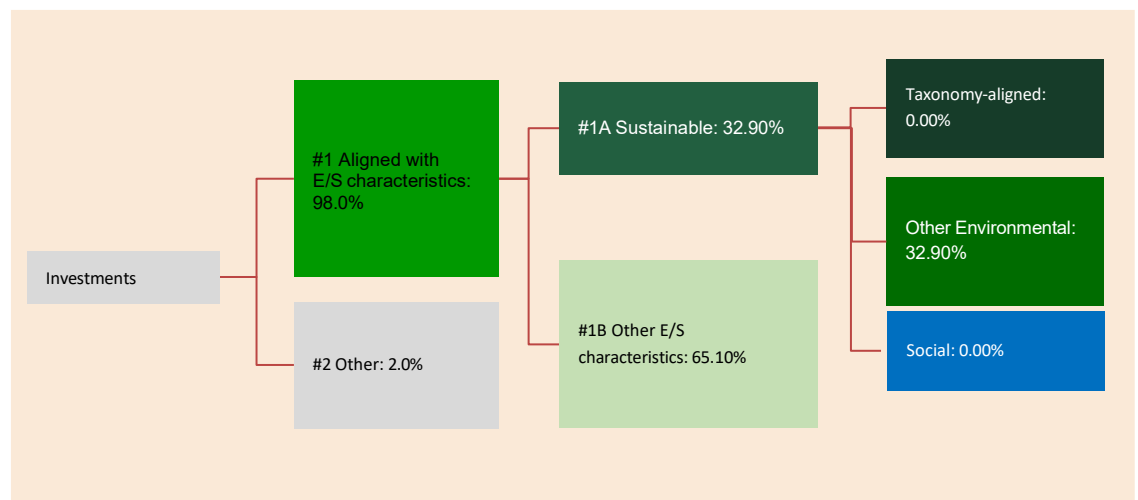 Investments
#1 Aligned with
E/S characteristics:
98.0%
#2 Other: 2.0%
#1A Sustainable: 32.90%
#1B Other E/S
characteristics: 65.10%
Taxonomy-aligned:
0.00%
Other Environmental:
32.90%
Social: 0.00%